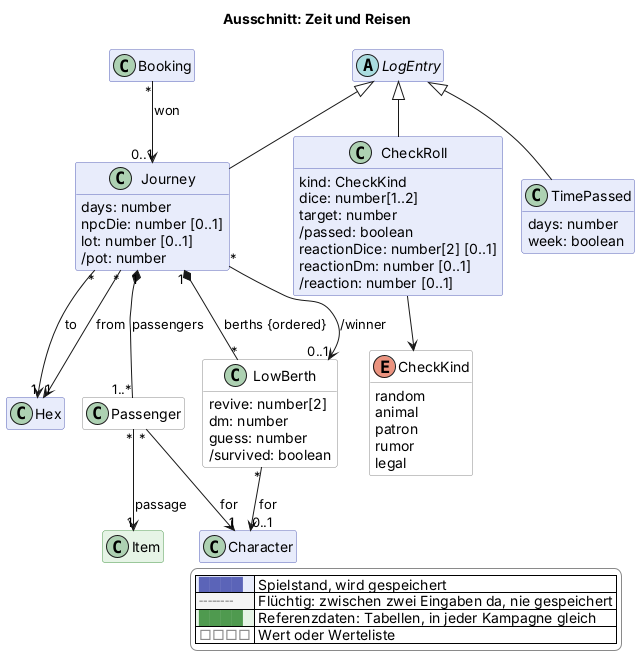 Ausschnitt: Zeit und Reisen
C Booking
A LogEntry
*
won
0..1
C Journey
days: number
npcDie: number [0..1]
lot: number [0..1]
/pot: number
C CheckRoll
kind: CheckKind
dice: number[1..2]
target: number
/passed: boolean
reactionDice: number[2] [0..1]
reactionDm: number [0..1]
/reaction: number [0..1]
C TimePassed
days: number
week: boolean
*
*
*
1
1
to
from
passengers
berths {ordered}
/winner
1
1
1..*
*
0..1
C Hex
C Passenger
C LowBerth
revive: number[2]
dm: number
guess: number
/survived: boolean
E CheckKind
random
animal
patron
rumor
legal
*
*
*
passage
for
for
1
1
0..1
C Item
C Character
Spielstand, wird gespeichert
Flüchtig: zwischen zwei Eingaben da, nie gespeichert
Referenzdaten: Tabellen, in jeder Kampagne gleich
Wert oder Werteliste